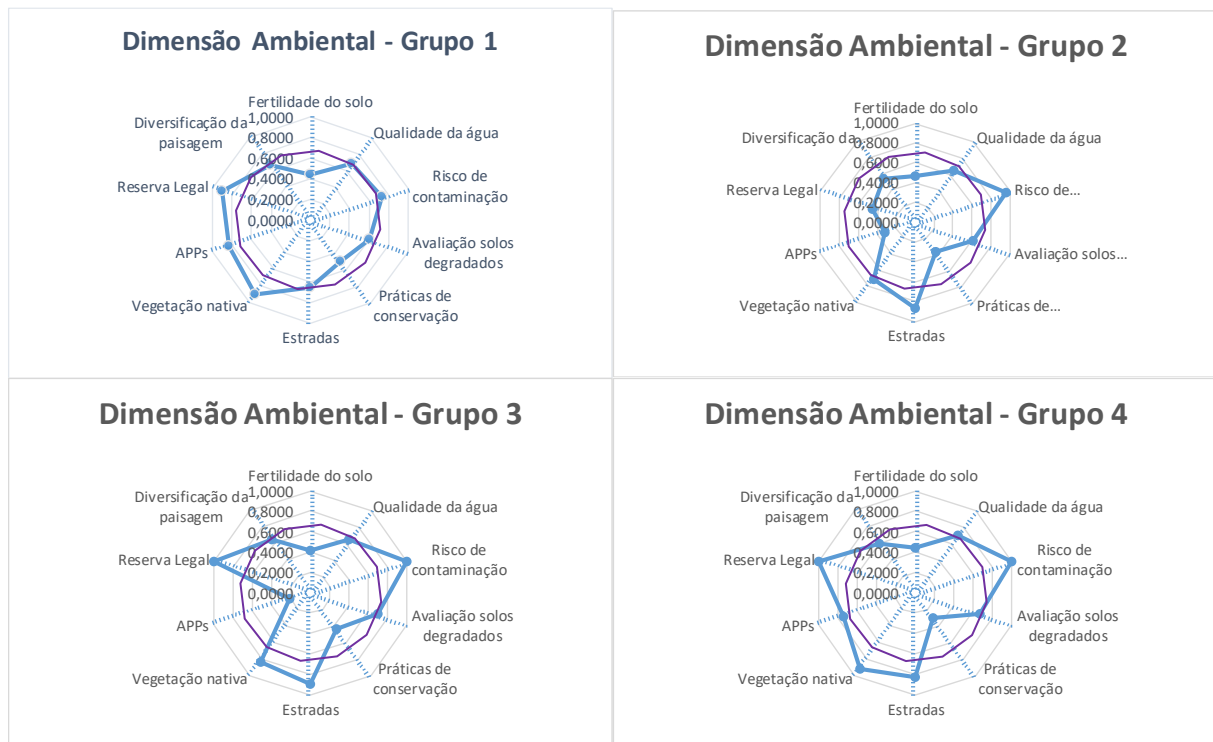 Dimensão Ambiental - Grupo 1
Fertilidade do solo
1,0000
0,8000
0,6000
0,4000
0,2000
0,0000
Qualidade da água
Risco de
contaminação
Avaliação solos
degradados
Práticas de
conservação
Estradas
Vegetação nativa
APPs
Reserva Legal
Diversificação da
paisagem
Dimensão Ambiental - Grupo 2
Fertilidade do solo
1,0000
0,8000
0,6000
0,4000
0,2000
0,0000
Qualidade da água
Risco de...
Avaliação solos...
Práticas de...
Estradas
Vegetação nativa
APPs
Reserva Legal
Diversificação da...
Dimensão Ambiental - Grupo 3
Fertilidade do solo
1,0000
0,8000
0,6000
0,4000
0,2000
0,0000
Qualidade da água
Risco de
contaminação
Avaliação solos
degradados
Práticas de
conservação
Estradas
Vegetação nativa
APPs
Reserva Legal
Diversificação da
paisagem
Dimensão Ambiental - Grupo 4
Fertilidade do solo
1,0000
0,8000
0,6000
0,4000
0,2000
0,0000
Qualidade da água
Risco de
contaminação
Avaliação solos
degradados
Práticas de
conservação
Estradas
Vegetação nativa
APPs
Reserva Legal
Diversificação da
paisagem